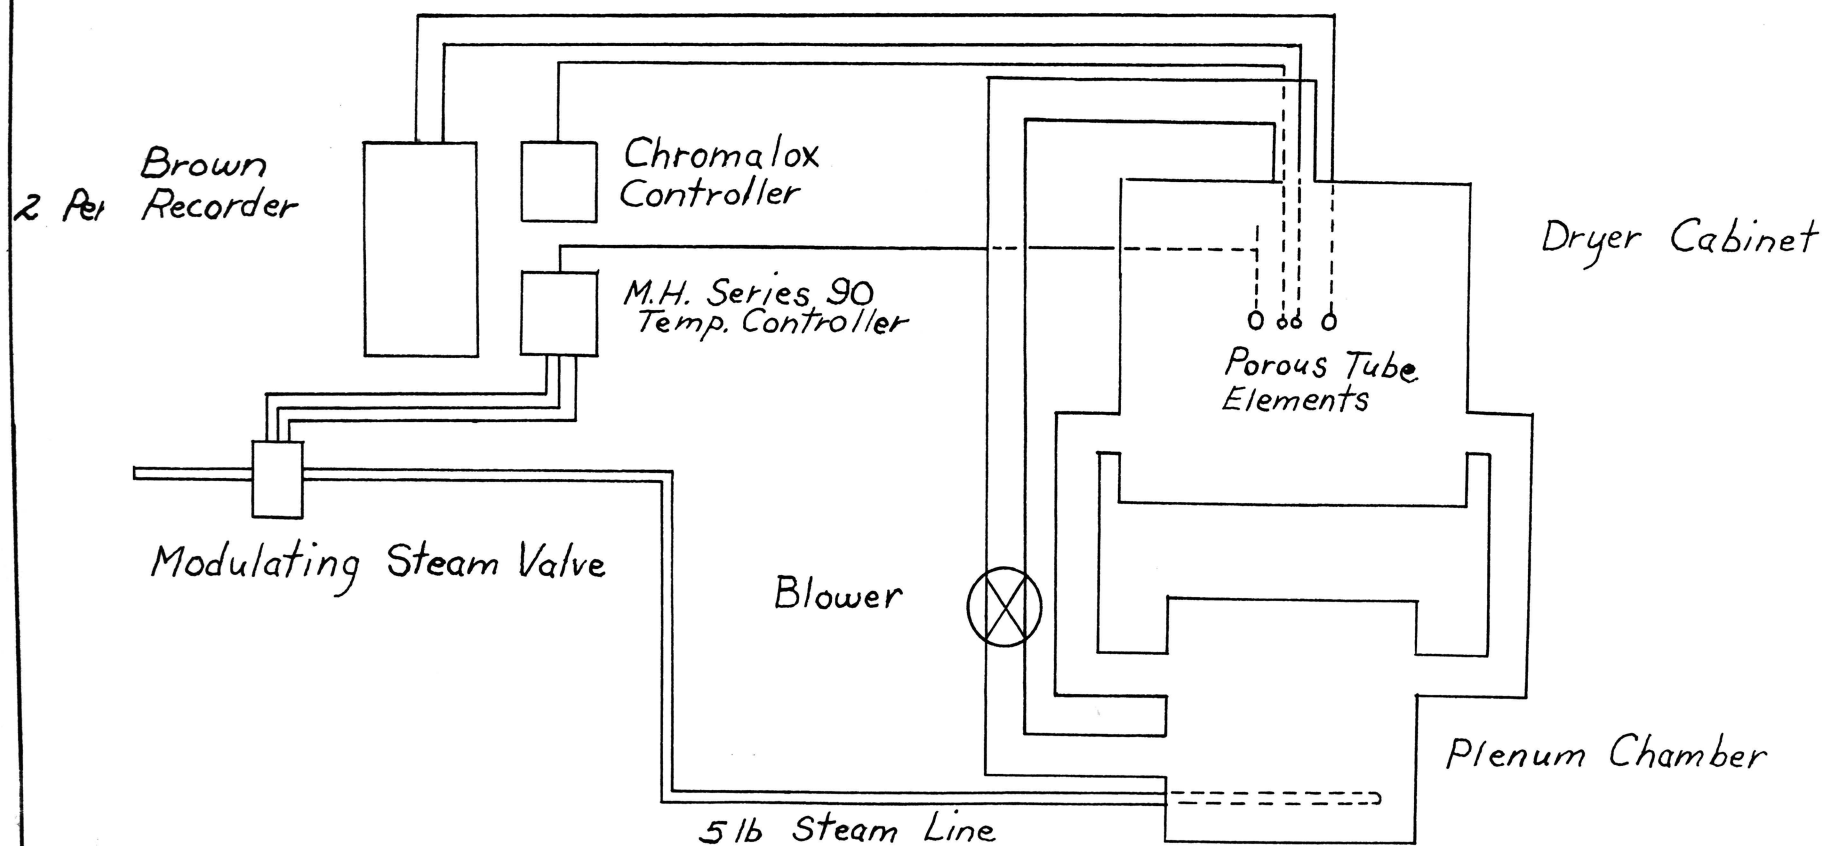 Brown
2 Pen Recorder
Chromalox
Controller
M.H. Series 90
Temp. Controller
Dryer Cabinet
Porous Tube
Elements
Modulating Steam Valve
Blower
Plenum Chamber
5 lb Steam Line